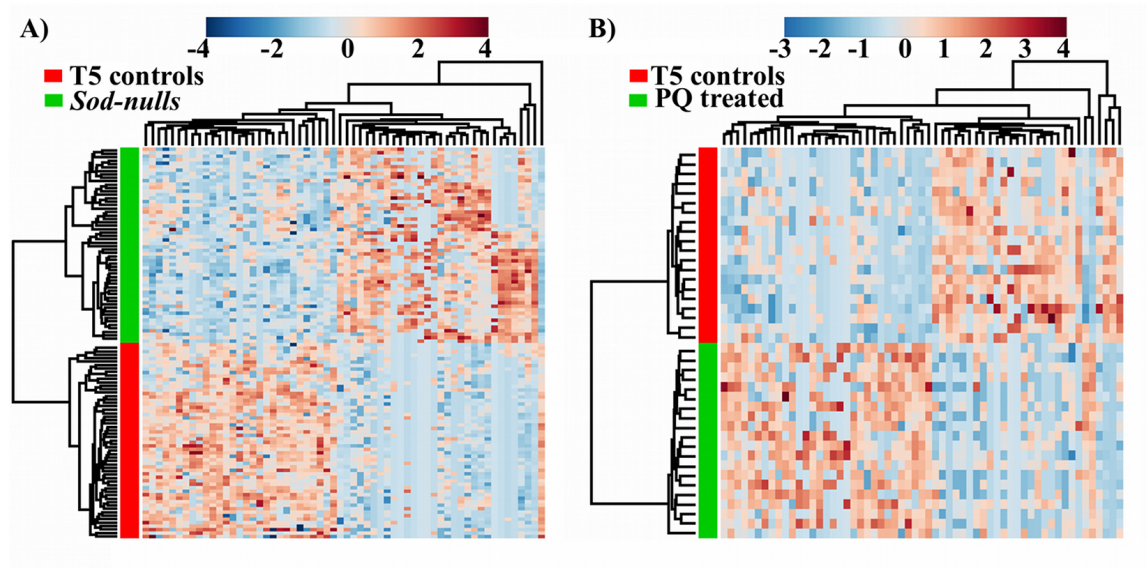 A)
-4 -2 0 2 4
T5 controls
Sod-nulls
B)
-3 -2 -1 0 1 2 3 4
T5 controls
PQ treated